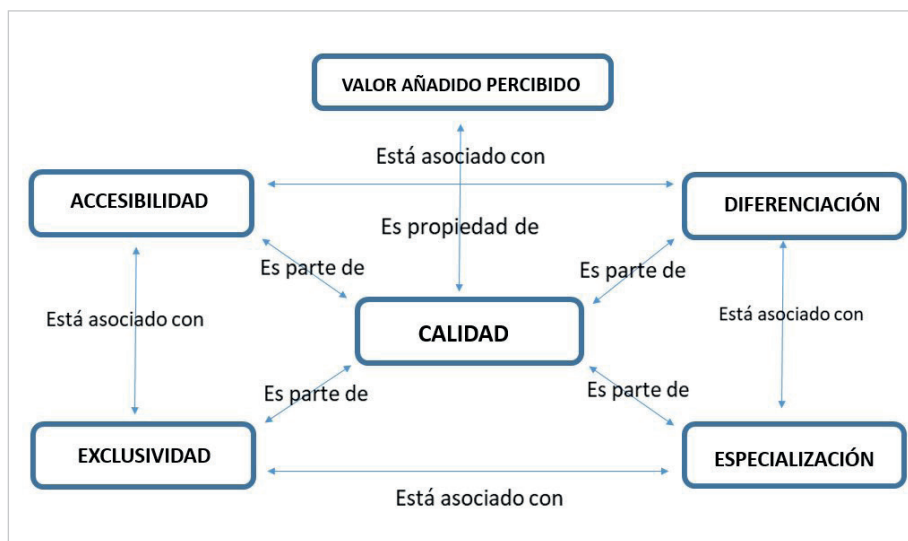 VALOR AÑADIDO PERCIBIDO
Está asociado con
ACCESIBILIDAD
DIFERENCIACIÓN
Es propiedad de
Es parte de
Es parte de
Está asociado con
Está asociado con
CALIDAD
Es parte de
Es parte de
EXCLUSIVIDAD
ESPECIALIZACIÓN
Está asociado con